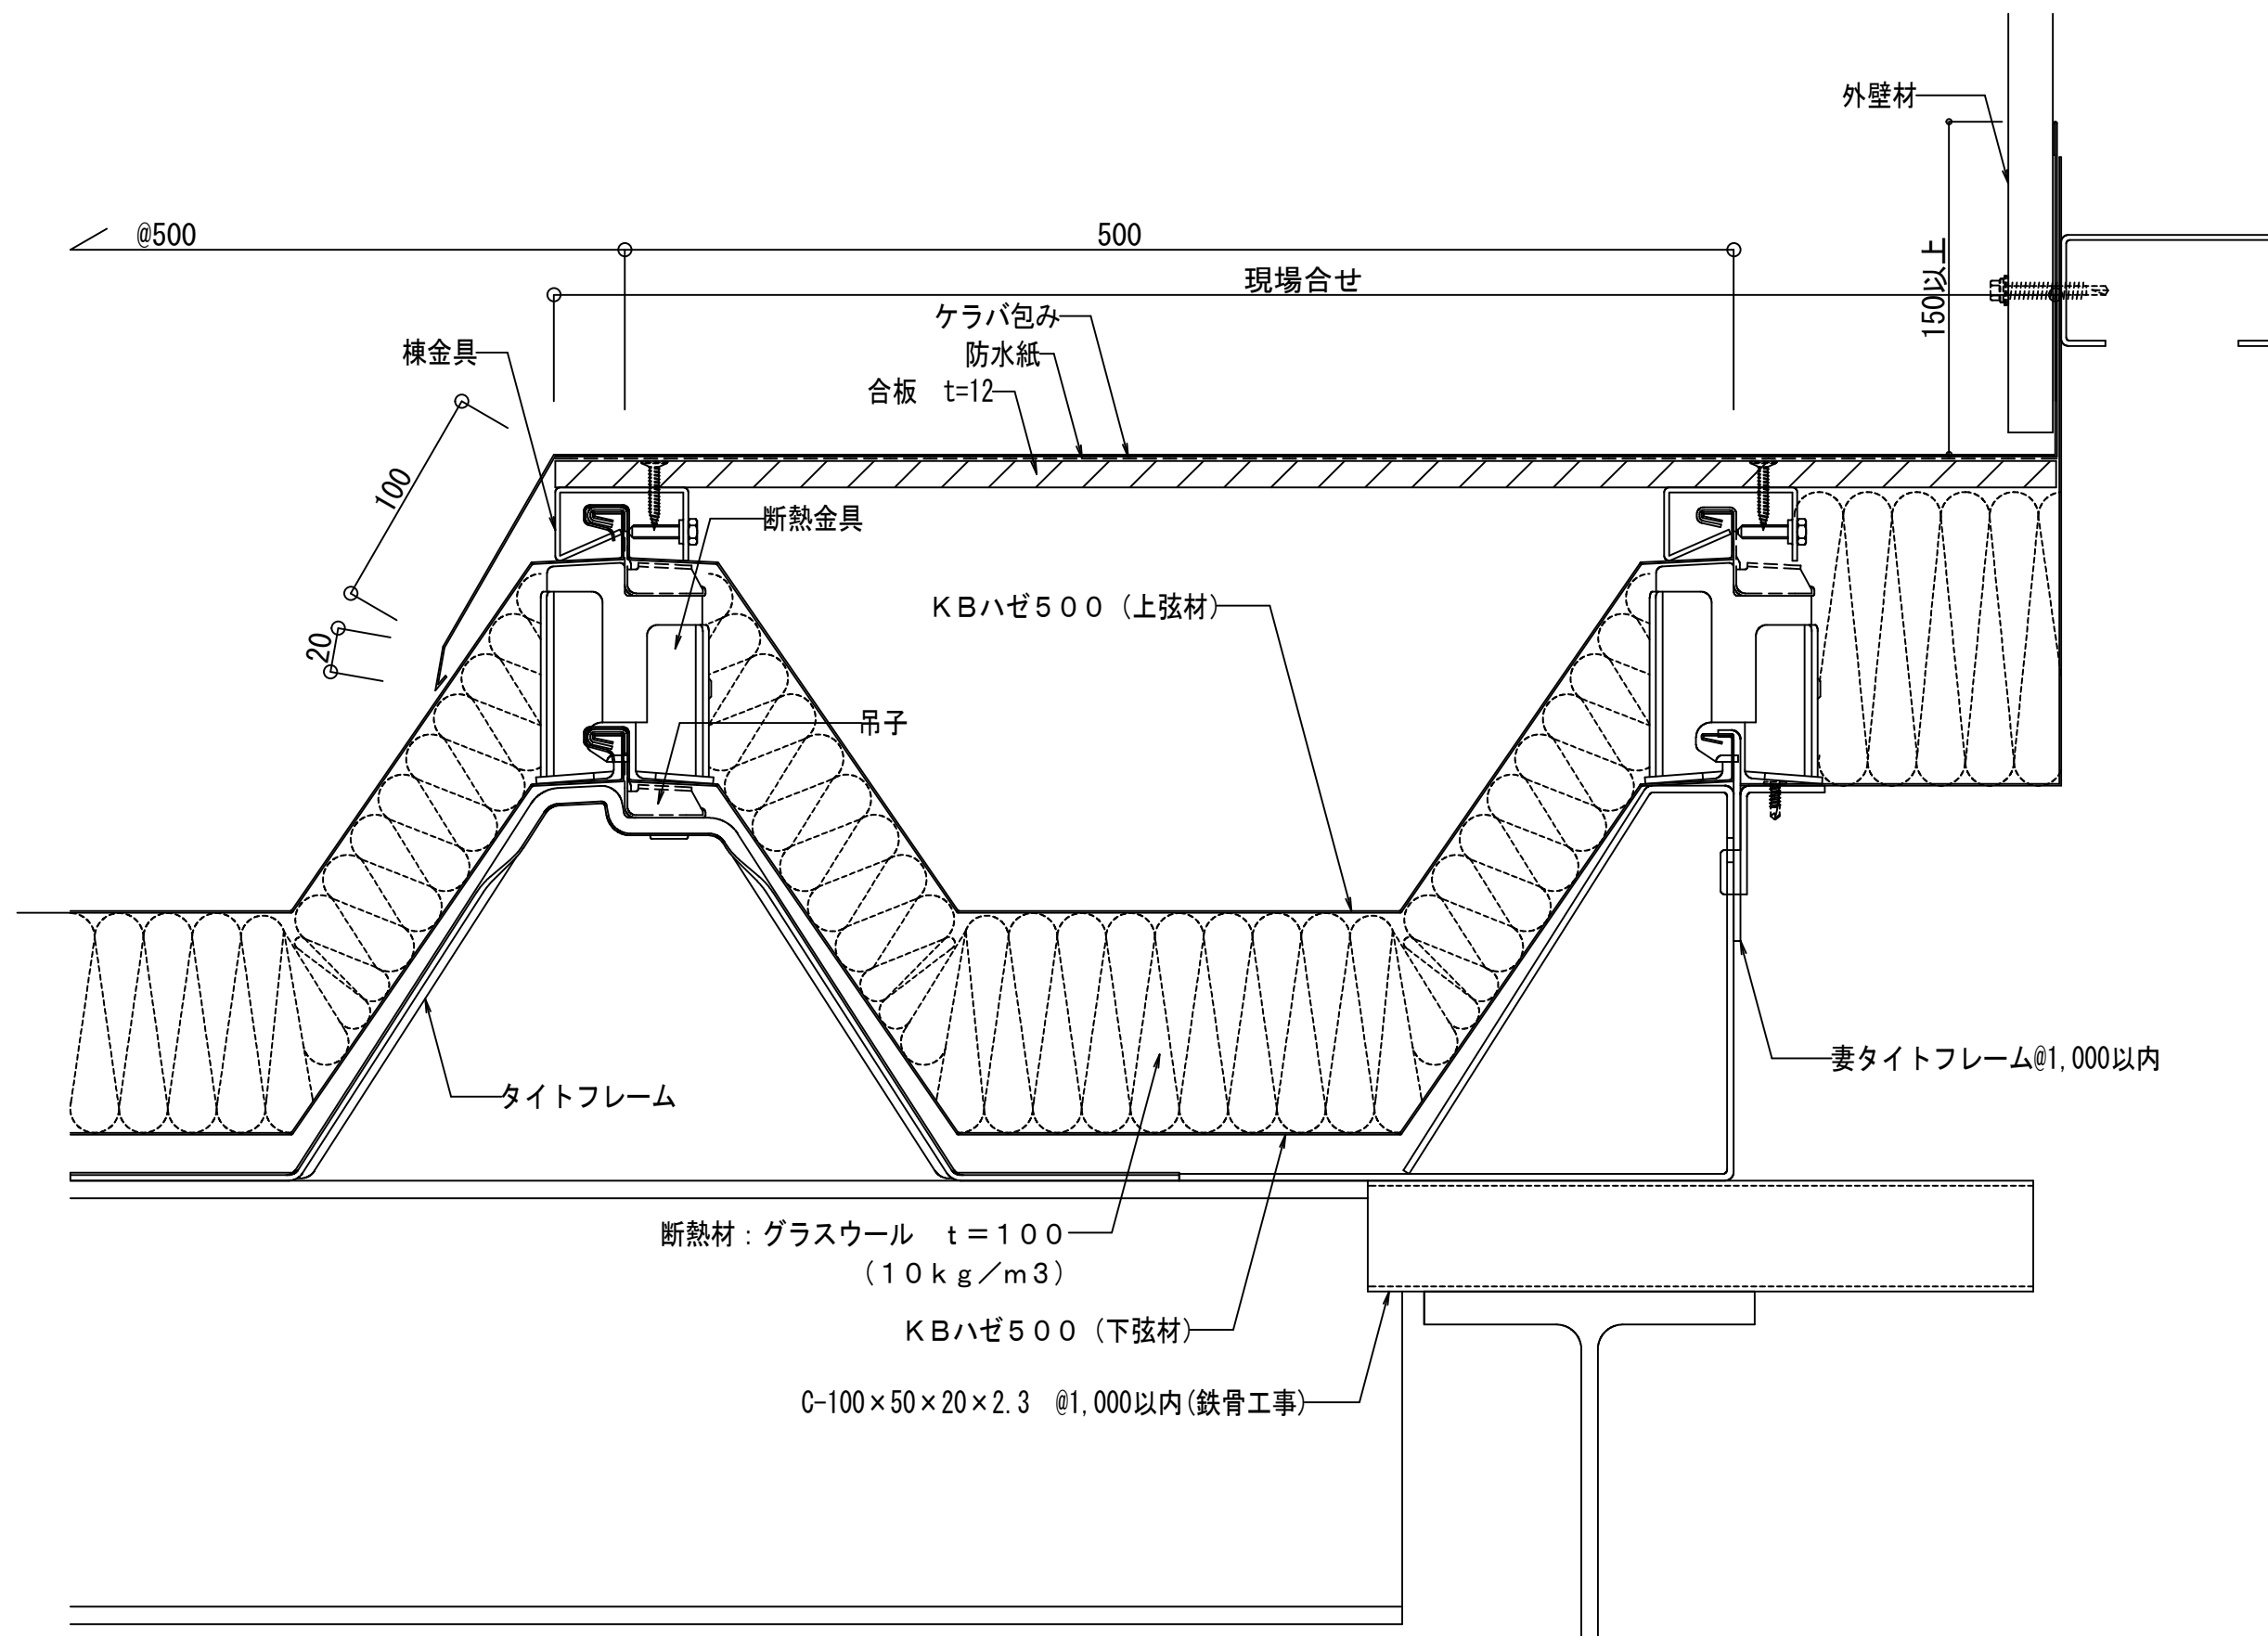 外壁材
@500
500
150以上
現場合せ
ケラバ包み
棟金具
防水紙
合板　t=12
100
断熱金具
KBハゼ500（上弦材）
20
吊子
妻タイトフレーム@1,000以内
タイトフレーム
断熱材：グラスウール　t＝100
（10kg／m3）
KBハゼ500（下弦材）
C-100×50×20×2.3　@1,000以内(鉄骨工事)